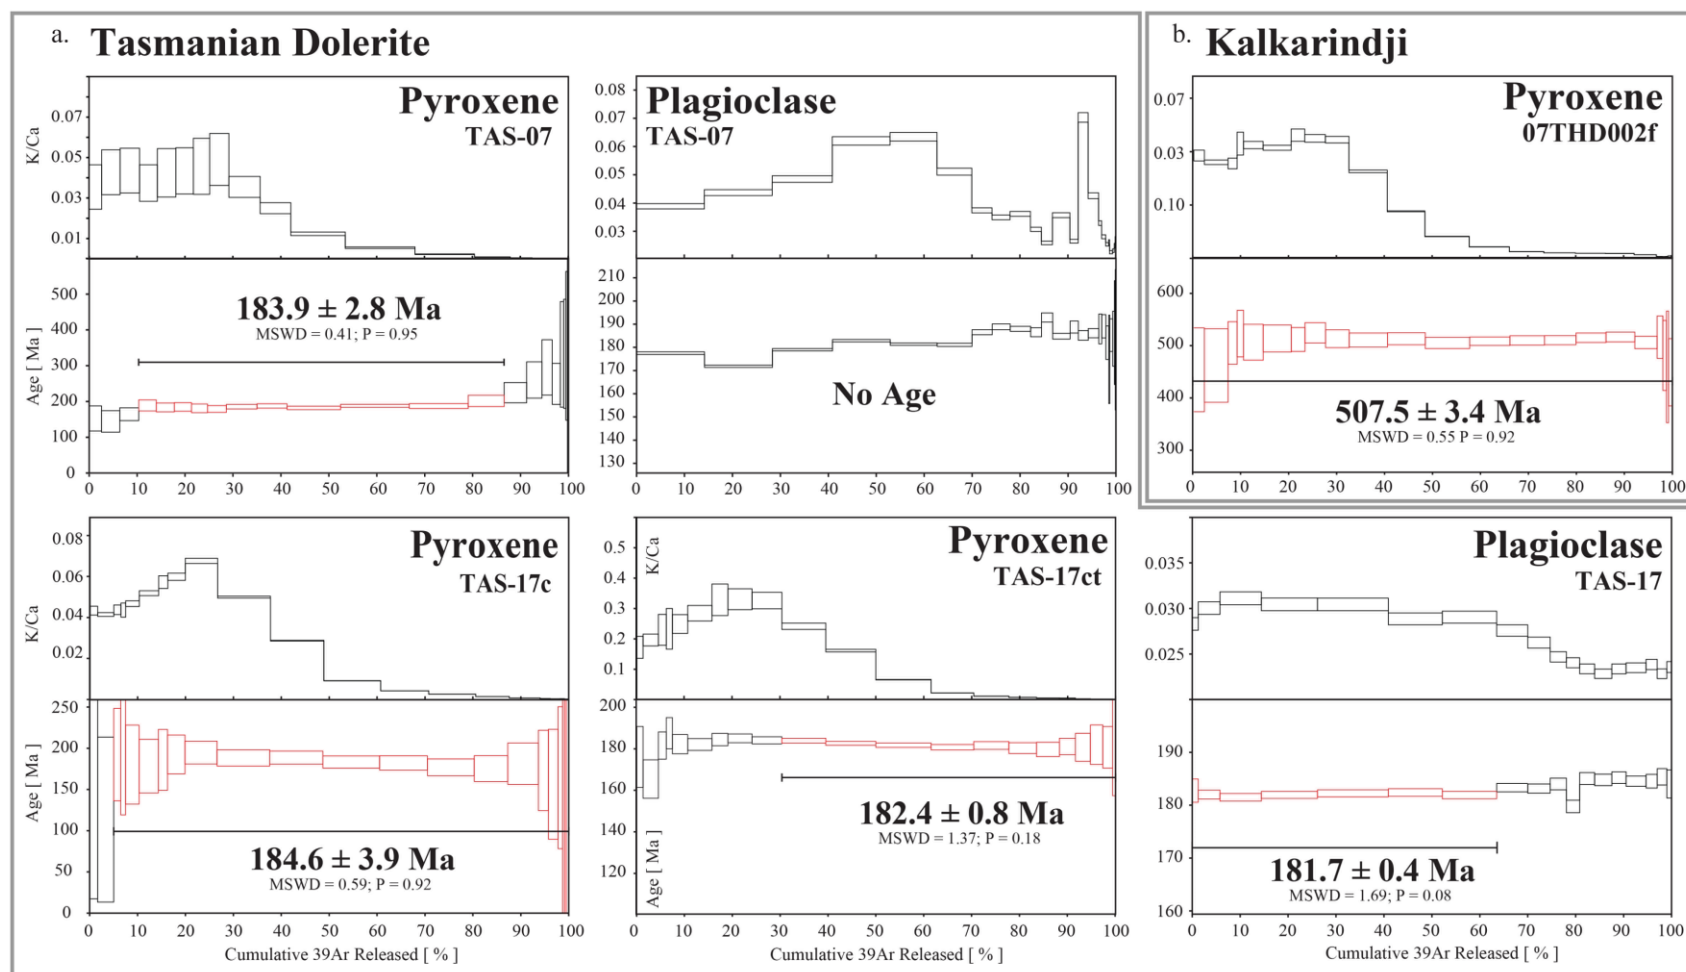 a. Tasmanian Dolerite
b. Kalkarindji
Pyroxene
TAS-07
K/Ca
0.07
0.05
0.03
0.01
Age [ Ma ]
500
400
300
200
100
0
183.9 ± 2.8 Ma
MSWD = 0.41; P = 0.95
0 10 20 30 40 50 60 70 80 90 100
Plagioclase
TAS-07
0.08
0.07
0.06
0.05
0.04
0.03
210
200
190
180
170
160
150
140
130
No Age
0 10 20 30 40 50 60 70 80 90 100
Pyroxene
07THD002f
0.07
0.03
0.10
600
500
400
300
507.5 ± 3.4 Ma
MSWD = 0.55 P = 0.92
0 10 20 30 40 50 60 70 80 90 100
Pyroxene
TAS-17c
K/Ca
0.08
0.06
0.04
0.02
Age [ Ma ]
250
200
150
100
50
0
184.6 ± 3.9 Ma
MSWD = 0.59; P = 0.92
0 10 20 30 40 50 60 70 80 90 100
Cumulative 39Ar Released [ % ]
Pyroxene
TAS-17ct
K/Ca
0.5
0.4
0.3
0.2
0.1
Age [ Ma ]
200
180
160
140
120
182.4 ± 0.8 Ma
MSWD = 1.37; P = 0.18
0 10 20 30 40 50 60 70 80 90 100
Cumulative 39Ar Released [ % ]
Plagioclase
TAS-17
0.035
0.030
0.025
190
180
170
160
181.7 ± 0.4 Ma
MSWD = 1.69; P = 0.08
0 10 20 30 40 50 60 70 80 90 100
Cumulative 39Ar Released [ % ]